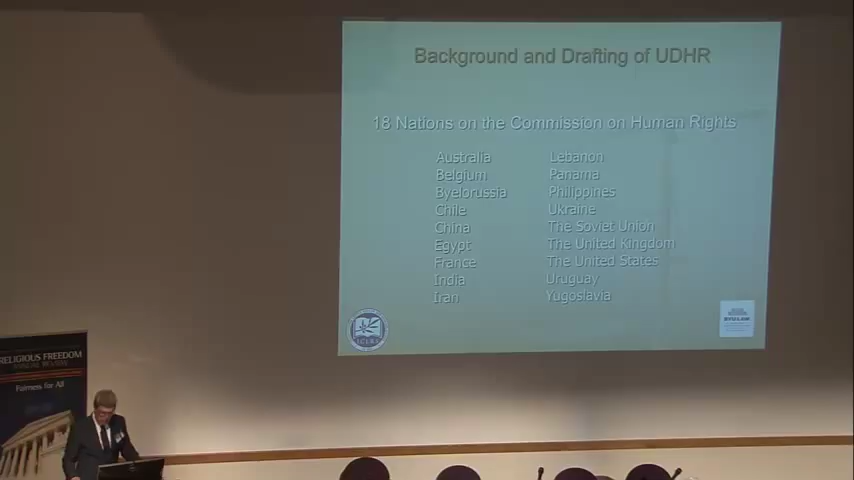 Background and Drafting of UDHR
18 Nations on the Commission on Human Rights
Australia
Belgium
Byelorussia
Chile
China
Egypt
France
India
Iran
Lebanon
Panama
Philippines
Ukraine
The Soviet Union
The United Kingdom
The United States
Uruguay
Yugoslavia
RELIGIOUS FREEDOM
ANNUAL REVIEW
Fairness for All